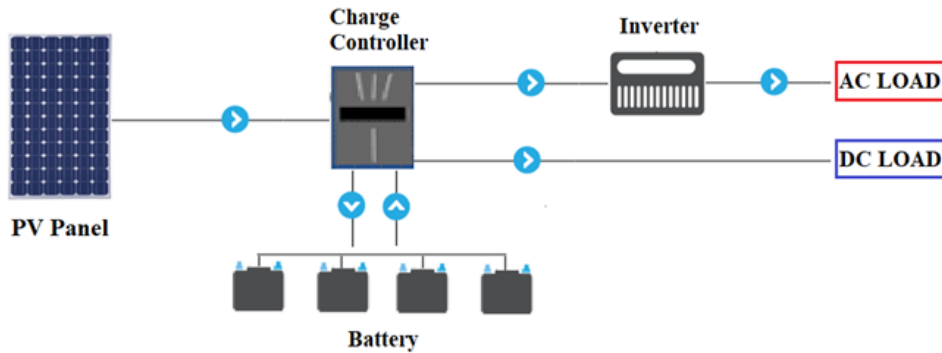 Charge
Controller
Inverter
AC LOAD
DC LOAD
PV Panel
Battery